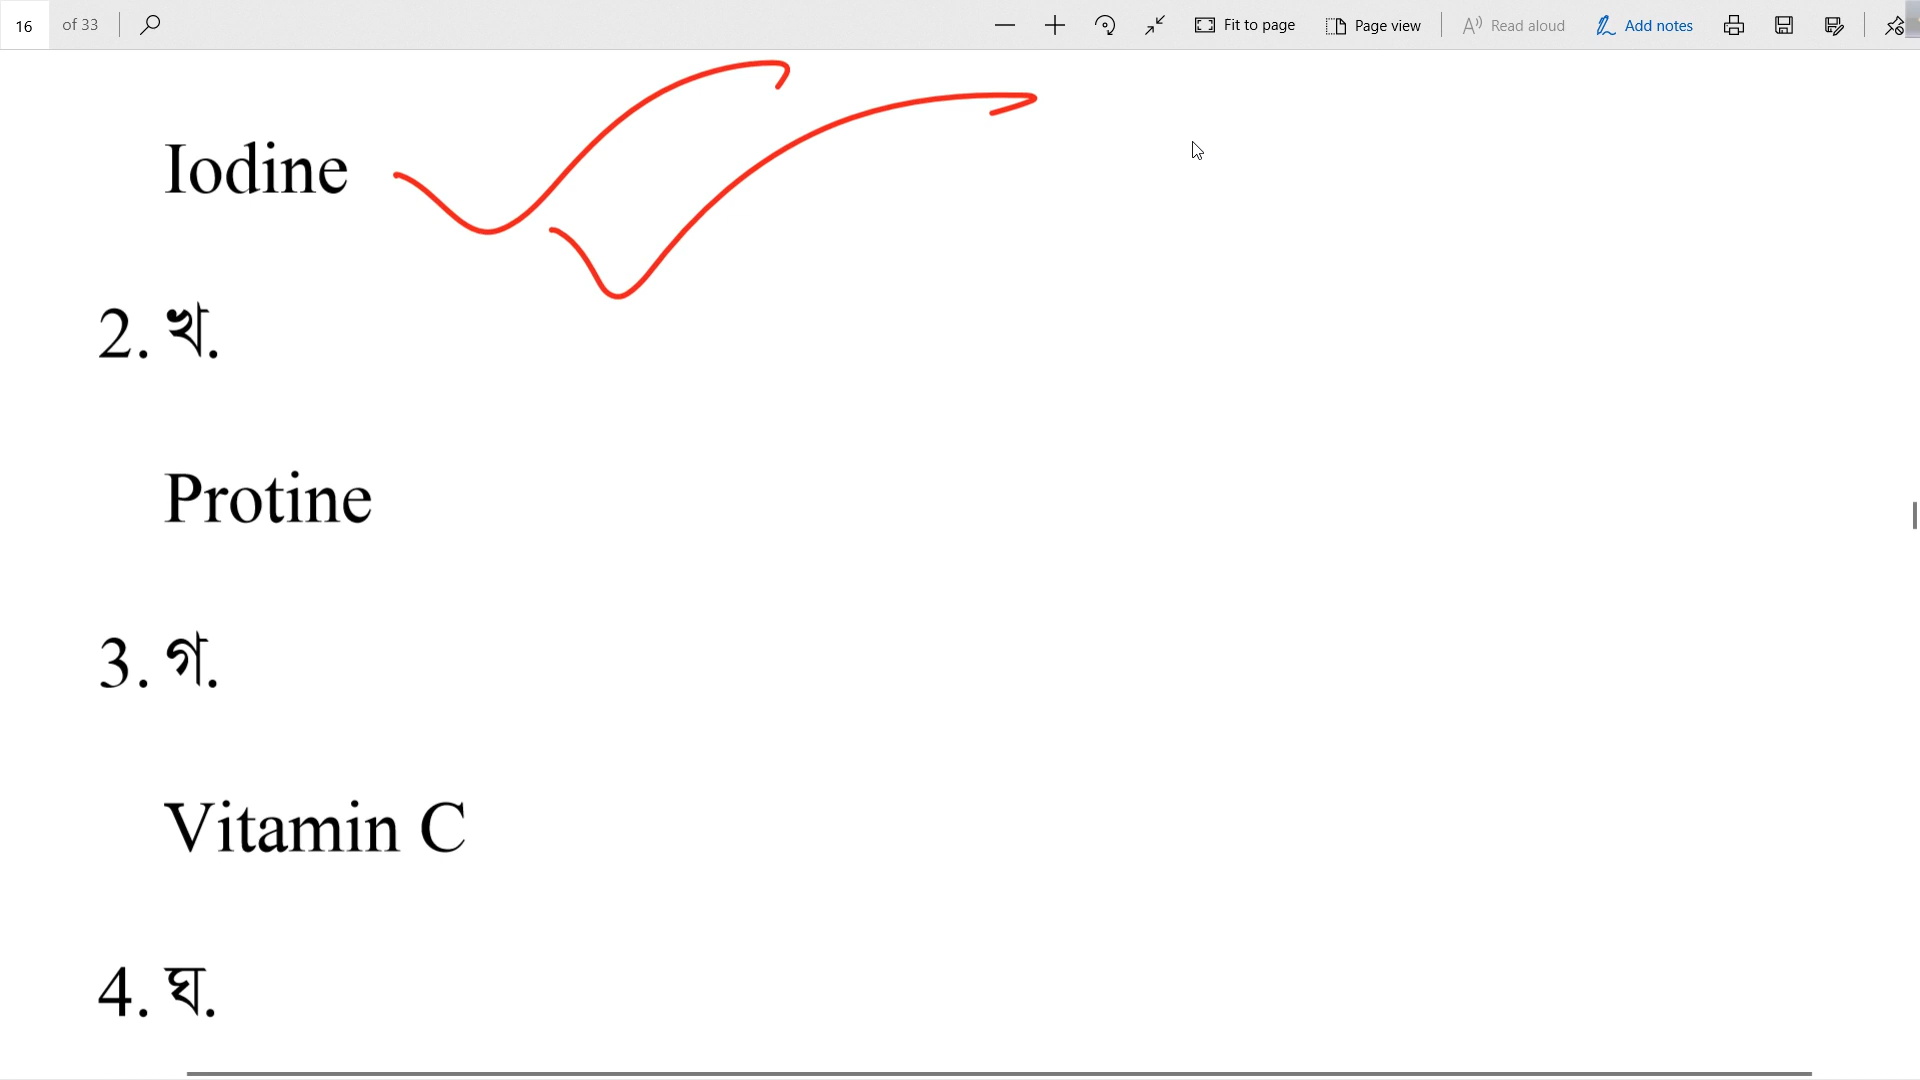 16 of 33 Fit to page Page view Read aloud Add notes
Iodine
2. খ.
Protine
3. গ.
Vitamin C
4. ঘ.